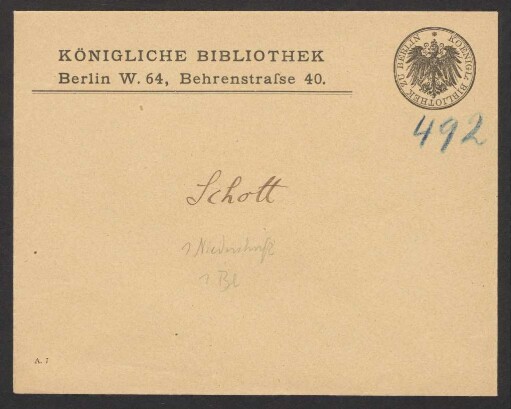 KÖNIGLICHE BIBLIOTHEK
Berlin W. 64, Behrenstraſse 40.
KOENIGL. BIBLIOTHEK ZU BERLIN
492
Schott
1 Niederschrift
1 Bl
A. 7